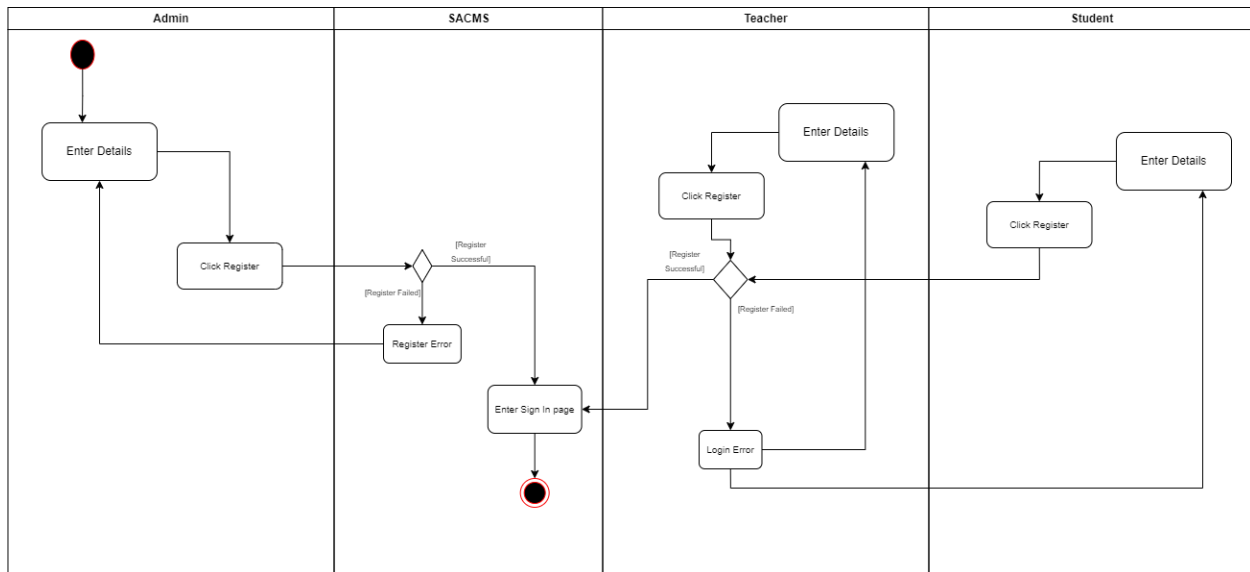 Admin
SACMS
Teacher
Student
Enter Details
Click Register
[Register
Successful]
[Register Failed]
Register Error
Enter Sign In page
Enter Details
Click Register
[Register
Successful]
[Register Failed]
Login Error
Enter Details
Click Register